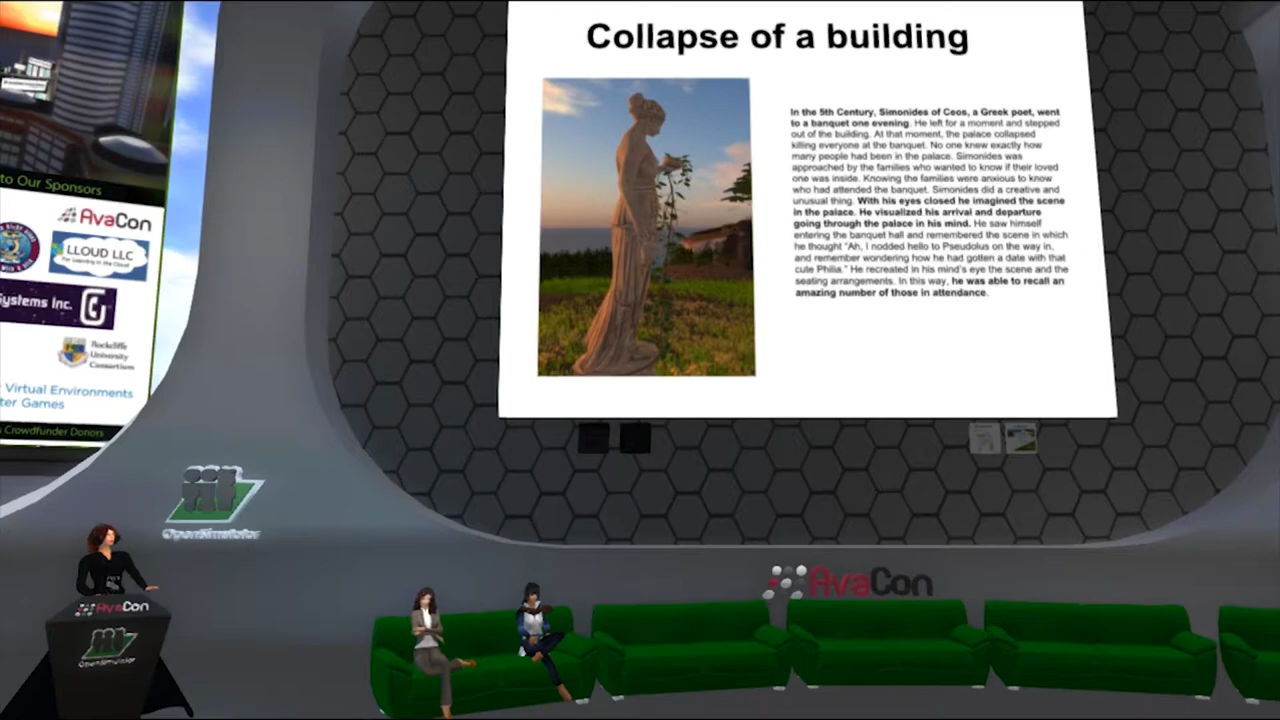 Collapse of a building
In the 5th Century, Simonides of Ceos, a Greek poet, went
to a banquet one evening. He left for a moment and stepped
out of the building. At that moment, the palace collapsed
killing everyone at the banquet. No one knew exactly how
many people had been in the palace. Simonides was
approached by the families who wanted to know if their loved
one was inside. Knowing the families were anxious to know
who had attended the banquet. Simonides did a creative and
unusual thing. With his eyes closed he imagined the scene
in the palace. He visualized his arrival and departure
going through the palace in his mind. He saw himself
entering the banquet hall and remembered the scene in which
he thought "Ah, I nodded hello to Pseudolus on the way in,
and remember wondering how he had gotten a date with that
cute Philia." He recreated in his mind's eye the scene and the
seating arrangements. In this way, he was able to recall an
amazing number of those in attendance.
to Our Sponsors
AvaCon
LLOUD LLC
For Learning in the Cloud
Systems Inc.
Rockcliffe
University
Consortium
Virtual Environments
ter Games
Crowdfunder Donors
OpenSimulator
AvaCon
AvaCon
OpenSimulator